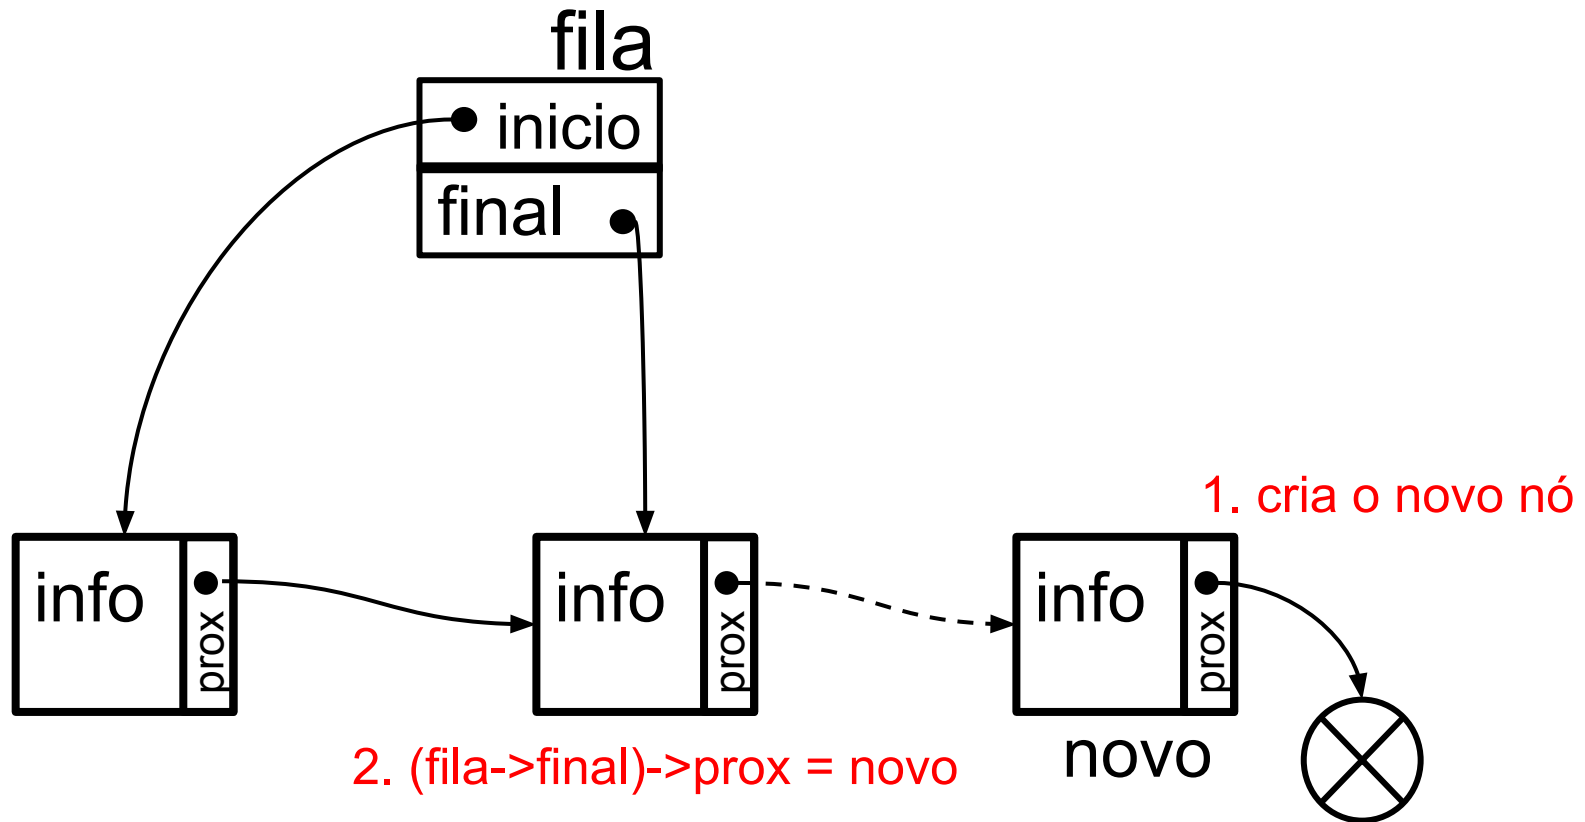 fila
inicio
final
1. cria o novo nó
info
prox
info
prox
info
prox
novo
2. (fila->final)->prox = novo